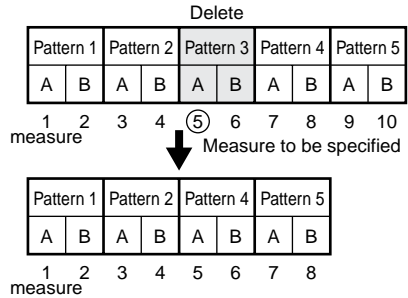 Delete
Pattern 1 Pattern 2 Pattern 3 Pattern 4 Pattern 5
A B A B A B A B A B
1 2 3 4 5 6 7 8 9 10
measure
Measure to be specified
Pattern 1 Pattern 2 Pattern 4 Pattern 5
A B A B A B A B
1 2 3 4 5 6 7 8
measure